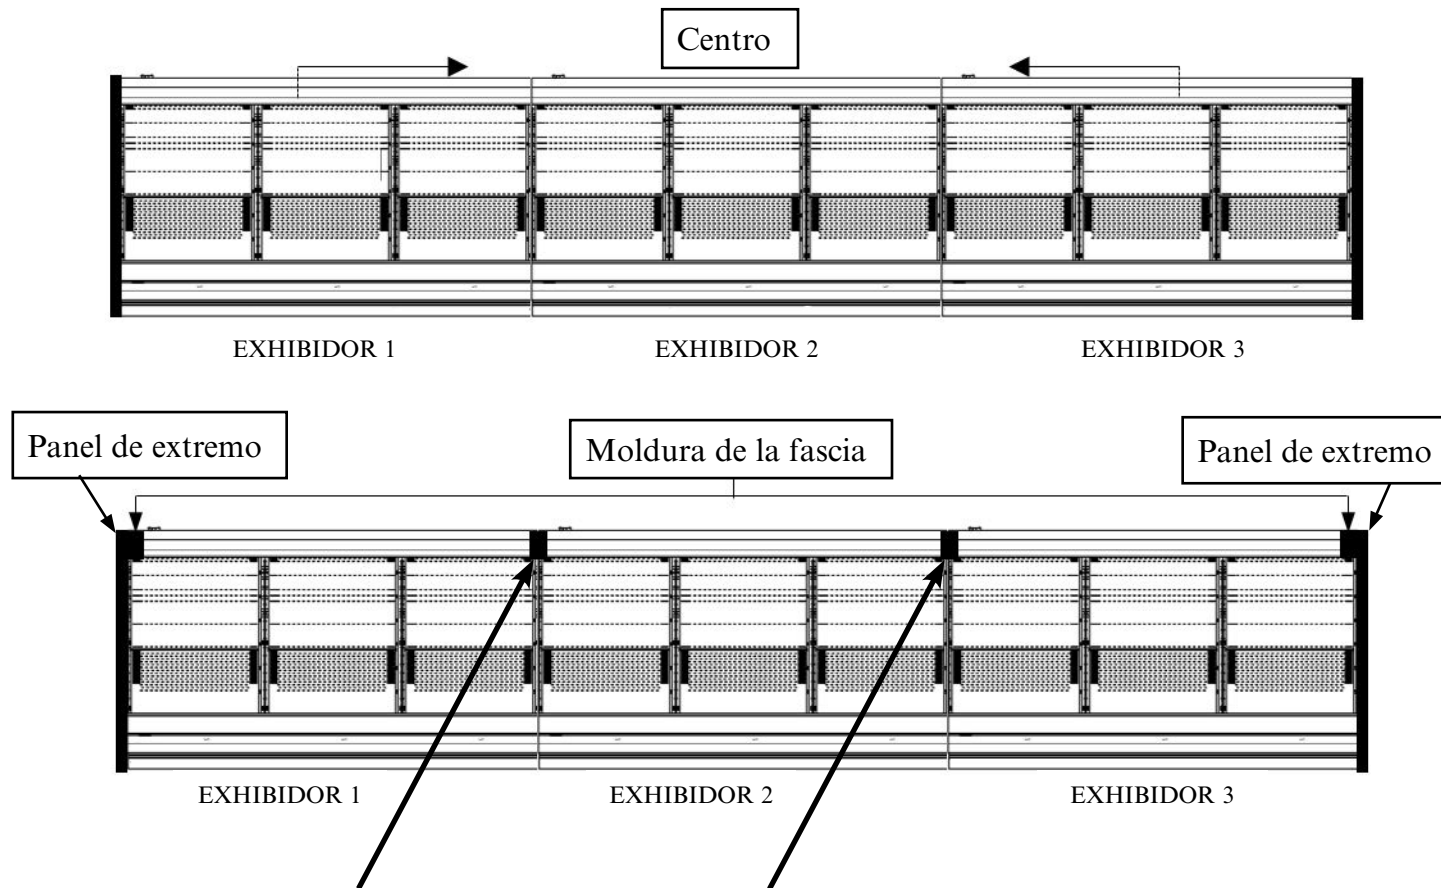 Centro
EXHIBIDOR 1
EXHIBIDOR 2
EXHIBIDOR 3
Panel de extremo
Moldura de la fascia
Panel de extremo
EXHIBIDOR 1
EXHIBIDOR 2
EXHIBIDOR 3